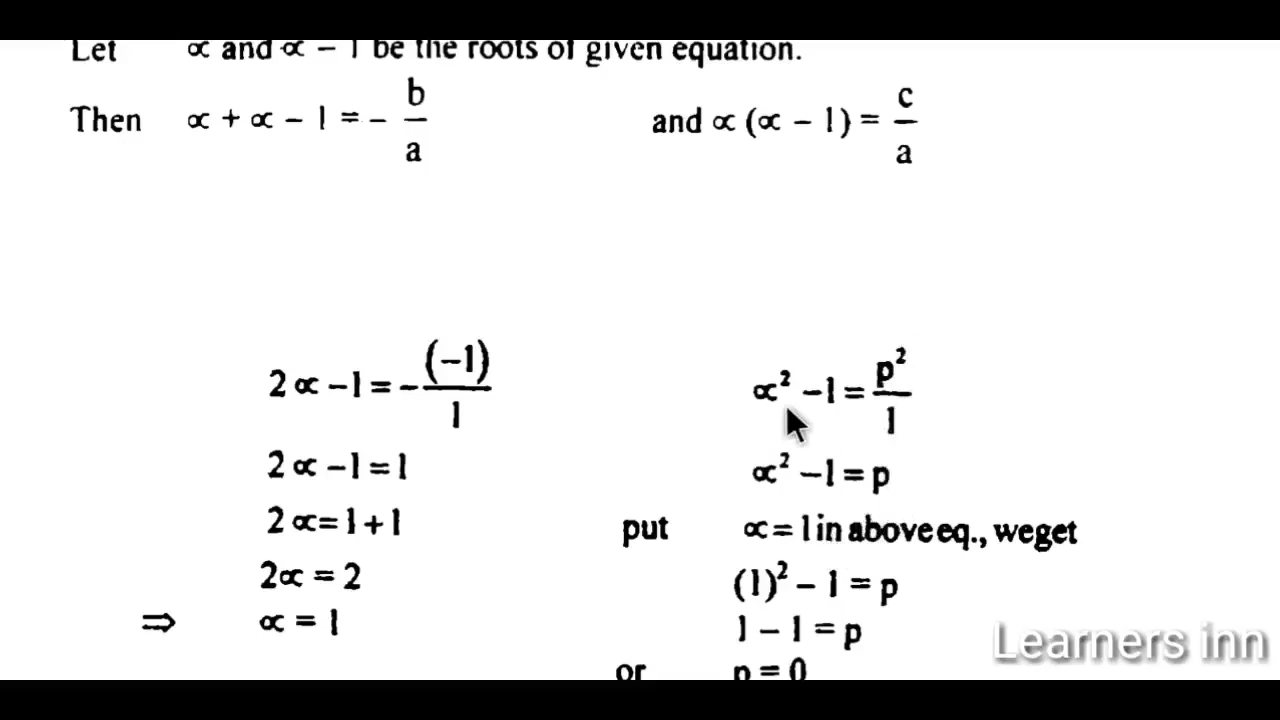 Let ∝ and ∝ – 1 be the roots of given equation.
Then ∝ + ∝ – 1 = – b/a and ∝ (∝ – 1) = c/a
2 ∝ –1 = – (–1)/1 ∝² –1 = p²/1
2 ∝ –1 = 1 ∝² –1 = p
2 ∝= 1 + 1 put ∝ = 1 in above eq., we get
2∝ = 2 (1)² – 1 = p
⇒ ∝ = 1 1 – 1 = p
or p = 0
Learners inn